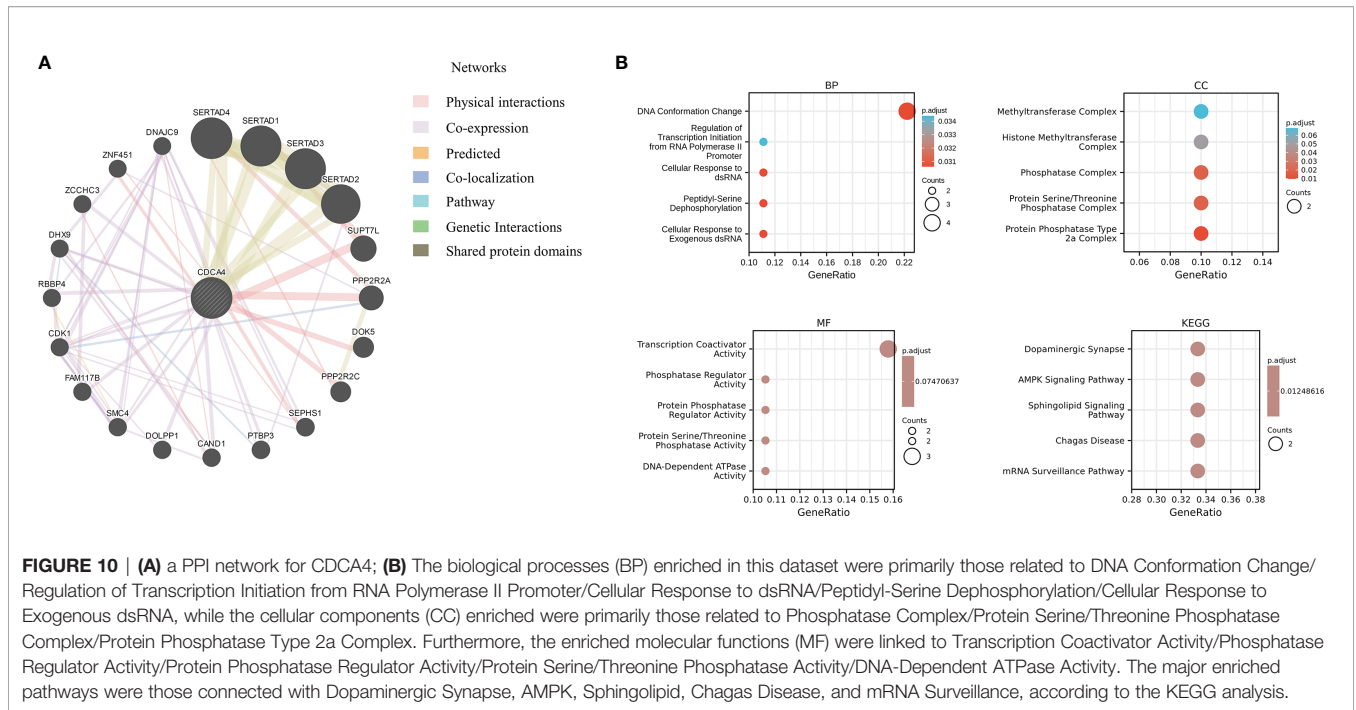 A
Networks
Physical interactions
Co-expression
Predicted
Co-localization
Pathway
Genetic Interactions
Shared protein domains
SERTAD4
SERTAD1
SERTAD3
SERTAD2
SUPT7L
PPP2R2A
DOK5
PPP2R2C
SEPHS1
PTBP3
CAND1
DOLPP1
SMC4
FAM117B
CDK1
RBBP4
DHX9
ZCCHC3
ZNF451
DNAJC9
CDCA4
B
BP
DNA Conformation Change
Regulation of
Transcription Initiation
from RNA Polymerase II
Promoter
Cellular Response to
dsRNA
Peptidyl-Serine
Dephosphorylation
Cellular Response to
Exogenous dsRNA
0.10 0.12 0.14 0.16 0.18 0.20 0.22
GeneRatio
p.adjust
0.034
0.033
0.032
0.031
Counts
2
3
4
CC
Methyltransferase Complex
Histone Methyltransferase
Complex
Phosphatase Complex
Protein Serine/Threonine
Phosphatase Complex
Protein Phosphatase Type
2a Complex
0.06 0.08 0.10 0.12 0.14
GeneRatio
p.adjust
0.06
0.05
0.04
0.03
0.02
0.01
Counts
2
MF
Transcription Coactivator
Activity
Phosphatase Regulator
Activity
Protein Phosphatase
Regulator Activity
Protein Serine/Threonine
Phosphatase Activity
DNA-Dependent ATPase
Activity
0.10 0.11 0.12 0.13 0.14 0.15 0.16
GeneRatio
p.adjust
0.07470637
Counts
2
2
3
KEGG
Dopaminergic Synapse
AMPK Signaling Pathway
Sphingolipid Signaling
Pathway
Chagas Disease
mRNA Surveillance Pathway
0.28 0.30 0.32 0.34 0.36 0.38
GeneRatio
p.adjust
0.01248616
Counts
2
FIGURE 10 | (A) a PPI network for CDCA4; (B) The biological processes (BP) enriched in this dataset were primarily those related to DNA Conformation Change/
Regulation of Transcription Initiation from RNA Polymerase II Promoter/Cellular Response to dsRNA/Peptidyl-Serine Dephosphorylation/Cellular Response to
Exogenous dsRNA, while the cellular components (CC) enriched were primarily those related to Phosphatase Complex/Protein Serine/Threonine Phosphatase
Complex/Protein Phosphatase Type 2a Complex. Furthermore, the enriched molecular functions (MF) were linked to Transcription Coactivator Activity/Phosphatase
Regulator Activity/Protein Phosphatase Regulator Activity/Protein Serine/Threonine Phosphatase Activity/DNA-Dependent ATPase Activity. The major enriched
pathways were those connected with Dopaminergic Synapse, AMPK, Sphingolipid, Chagas Disease, and mRNA Surveillance, according to the KEGG analysis.